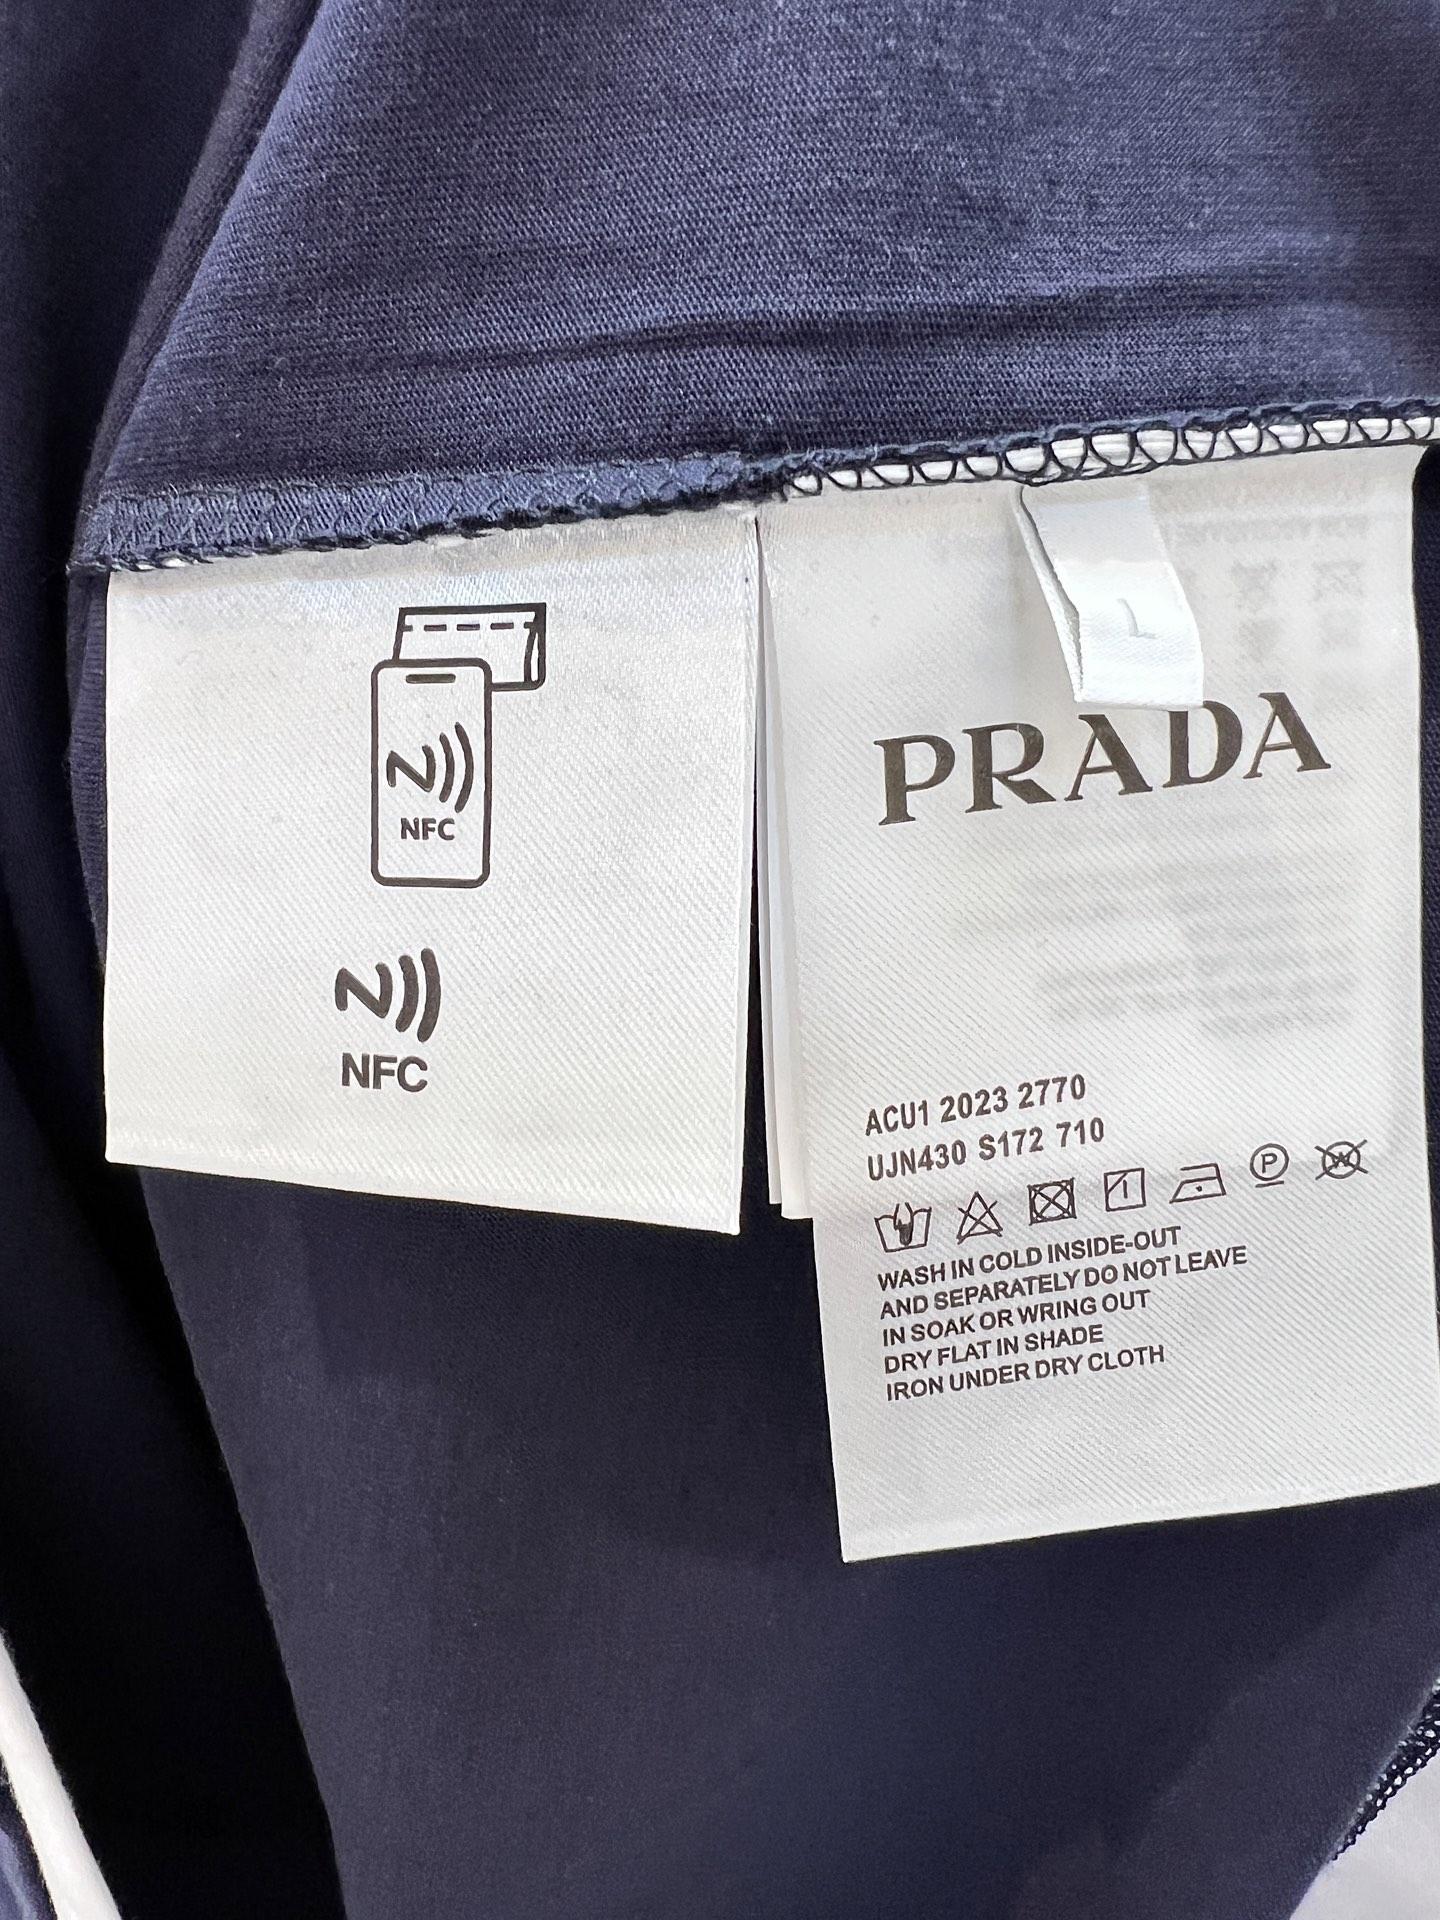 NFC
NFC
L
PRADA
ACU1 2023 2770
UJN430 S172 710
P
W
WASH IN COLD INSIDE-OUT
AND SEPARATELY DO NOT LEAVE
IN SOAK OR WRING OUT
DRY FLAT IN SHADE
IRON UNDER DRY CLOTH